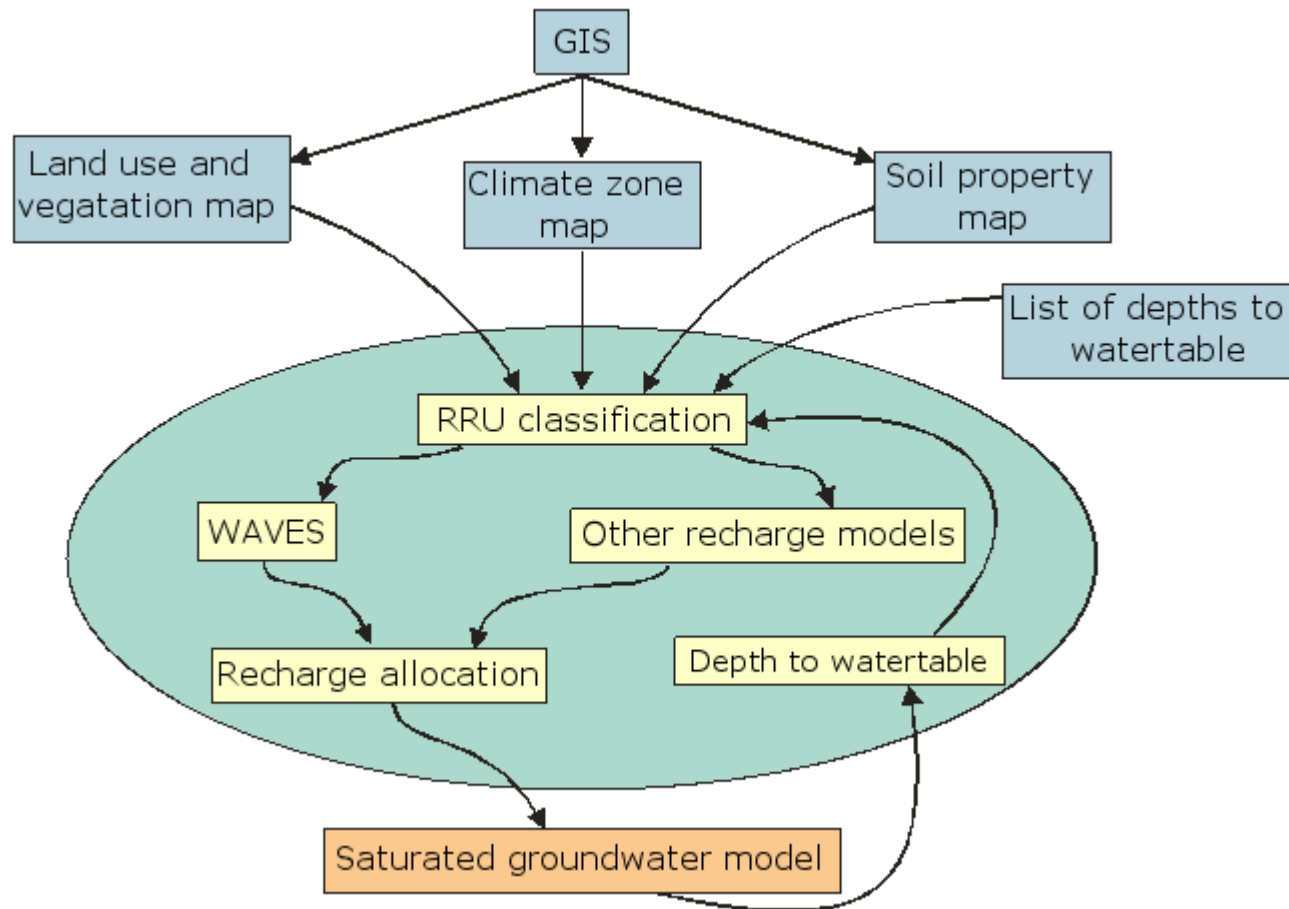 GIS
Land use and
vegatation map
Climate zone
map
Soil property
map
List of depths to
watertable
RRU classification
WAVES
Other recharge models
Recharge allocation
Depth to watertable
Saturated groundwater model